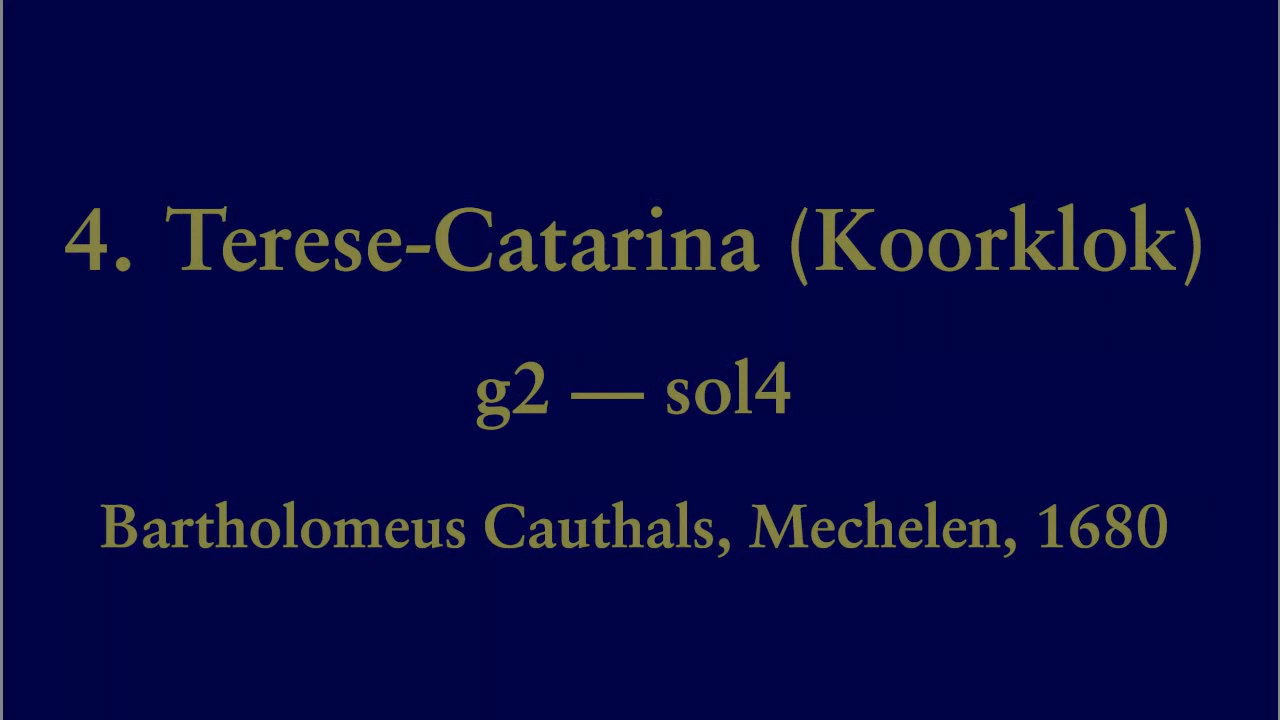 4. Terese-Catarina (Koorklok)
g2 — sol4
Bartholomeus Cauthals, Mechelen, 1680